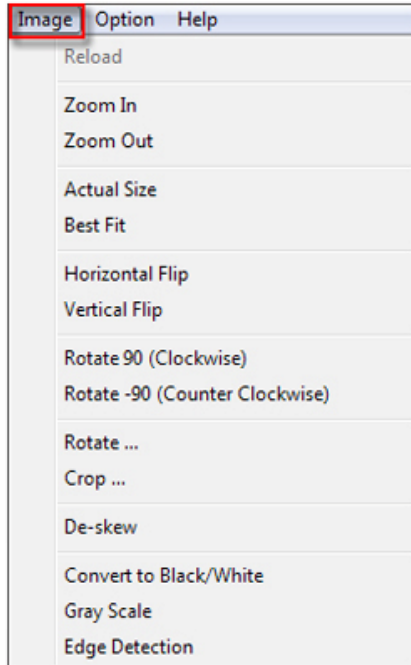 Image Option Help
Reload
Zoom In
Zoom Out
Actual Size
Best Fit
Horizontal Flip
Vertical Flip
Rotate 90 (Clockwise)
Rotate -90 (Counter Clockwise)
Rotate ...
Crop ...
De-skew
Convert to Black/White
Gray Scale
Edge Detection